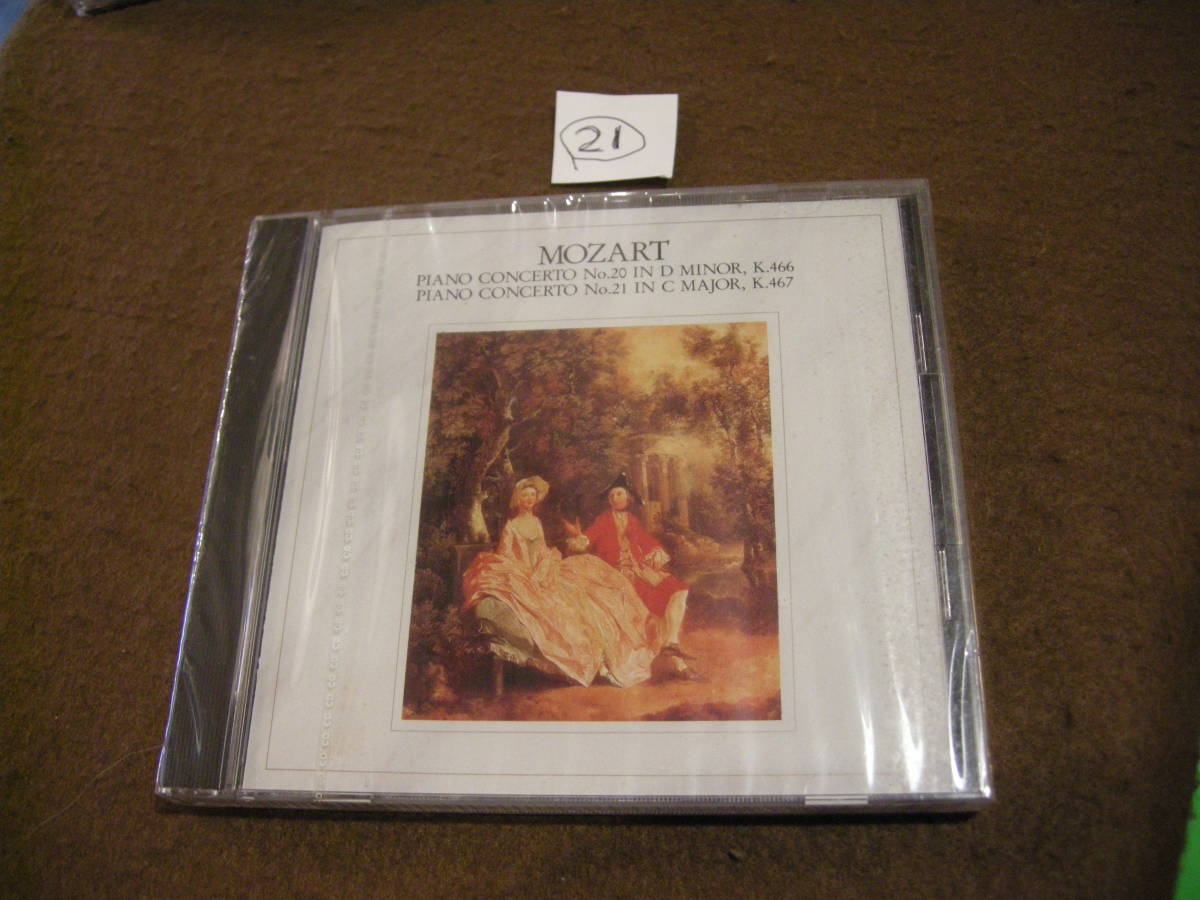 21
MOZART
PIANO CONCERTO No.20 IN D MINOR, K.466
PIANO CONCERTO No.21 IN C MAJOR, K.467